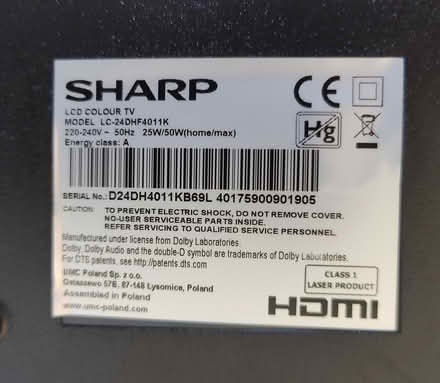 SHARP
LCD COLOUR TV
MODEL LC-24DHF4011K
220-240V ~ 50Hz 25W/50W(home/max)
Energy class: A
CE
Hg
SERIAL No.: D24DH4011KB69L 40175900901905
CAUTION: TO PREVENT ELECTRIC SHOCK, DO NOT REMOVE COVER.
NO-USER SERVICEABLE PARTS INSIDE.
REFER SERVICING TO QUALIFIED SERVICE PERSONNEL.
Manufactured under license from Dolby Laboratories.
Dolby, Dolby Audio and the double-D symbol are trademarks of Dolby Laboratories.
For DTS patents, see http://patents.dts.com
UMC Poland Sp. z o.o.
Ostaszewo 57B, 87-148 Lysomice, Poland
Assembled in Poland
www.umc-poland.com
CLASS 1
LASER PRODUCT
HDMI